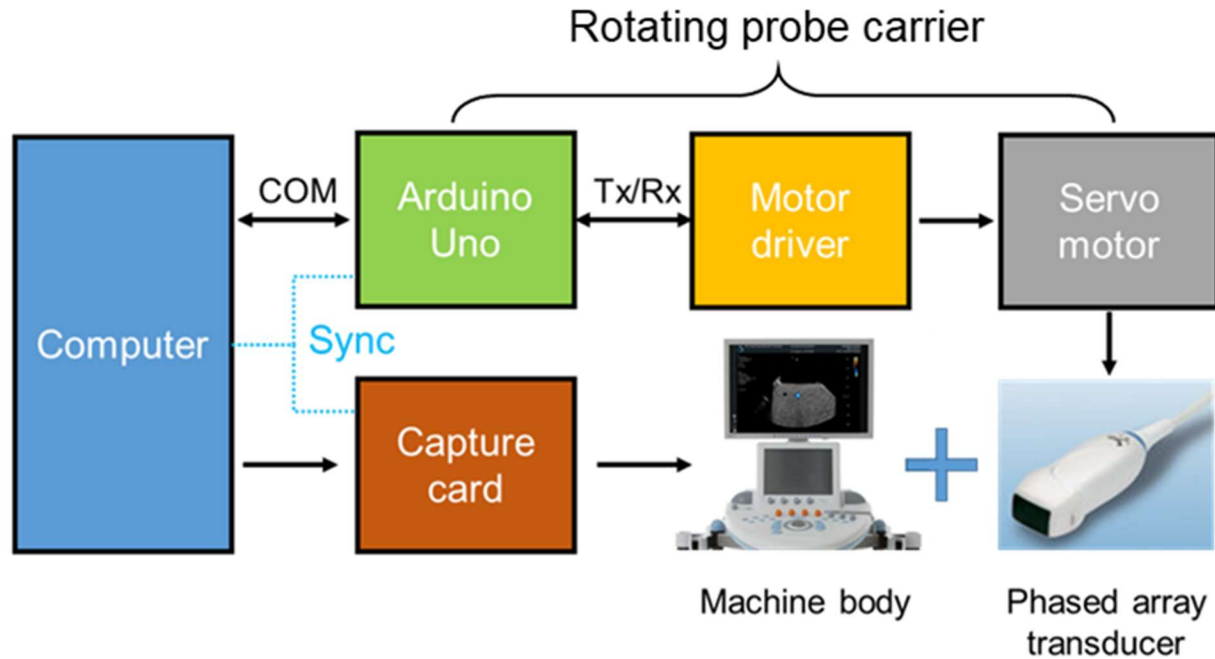 Rotating probe carrier
Computer
COM
Arduino
Uno
Tx/Rx
Motor
driver
Servo
motor
Sync
Capture
card
Machine body
Phased array
transducer